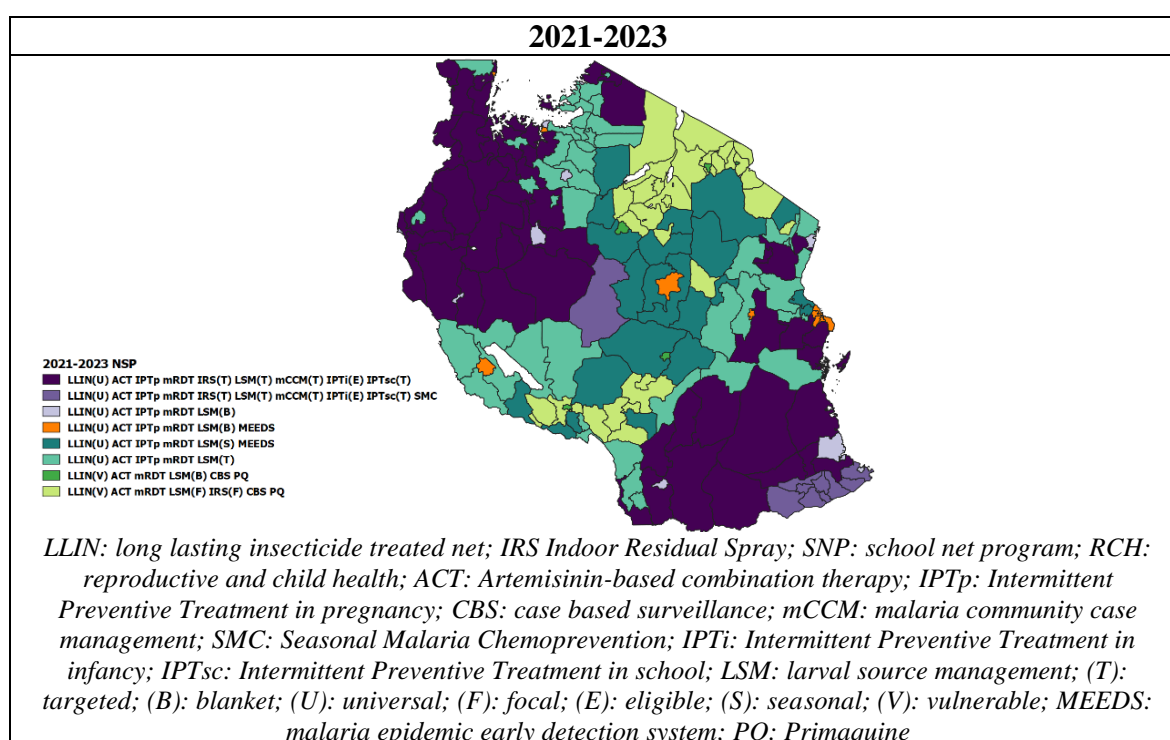 2021-2023
2021-2023 NSP
LLIN(U) ACT IPTp mRDT IRS(T) LSM(T) mCCM(T) IPTi(E) IPTsc(T)
LLIN(U) ACT IPTp mRDT IRS(T) LSM(T) mCCM(T) IPTi(E) IPTsc(T) SMC
LLIN(U) ACT IPTp mRDT LSM(B)
LLIN(U) ACT IPTp mRDT LSM(B) MEEDS
LLIN(U) ACT IPTp mRDT LSM(S) MEEDS
LLIN(U) ACT IPTp mRDT LSM(T)
LLIN(V) ACT mRDT LSM(B) CBS PQ
LLIN(V) ACT mRDT LSM(F) IRS(F) CBS PQ
LLIN: long lasting insecticide treated net; IRS Indoor Residual Spray; SNP: school net program; RCH:
reproductive and child health; ACT: Artemisinin-based combination therapy; IPTp: Intermittent
Preventive Treatment in pregnancy; CBS: case based surveillance; mCCM: malaria community case
management; SMC: Seasonal Malaria Chemoprevention; IPTi: Intermittent Preventive Treatment in
infancy; IPTsc: Intermittent Preventive Treatment in school; LSM: larval source management; (T):
targeted; (B): blanket; (U): universal; (F): focal; (E): eligible; (S): seasonal; (V): vulnerable; MEEDS:
malaria epidemic early detection system; PQ: Primaquine